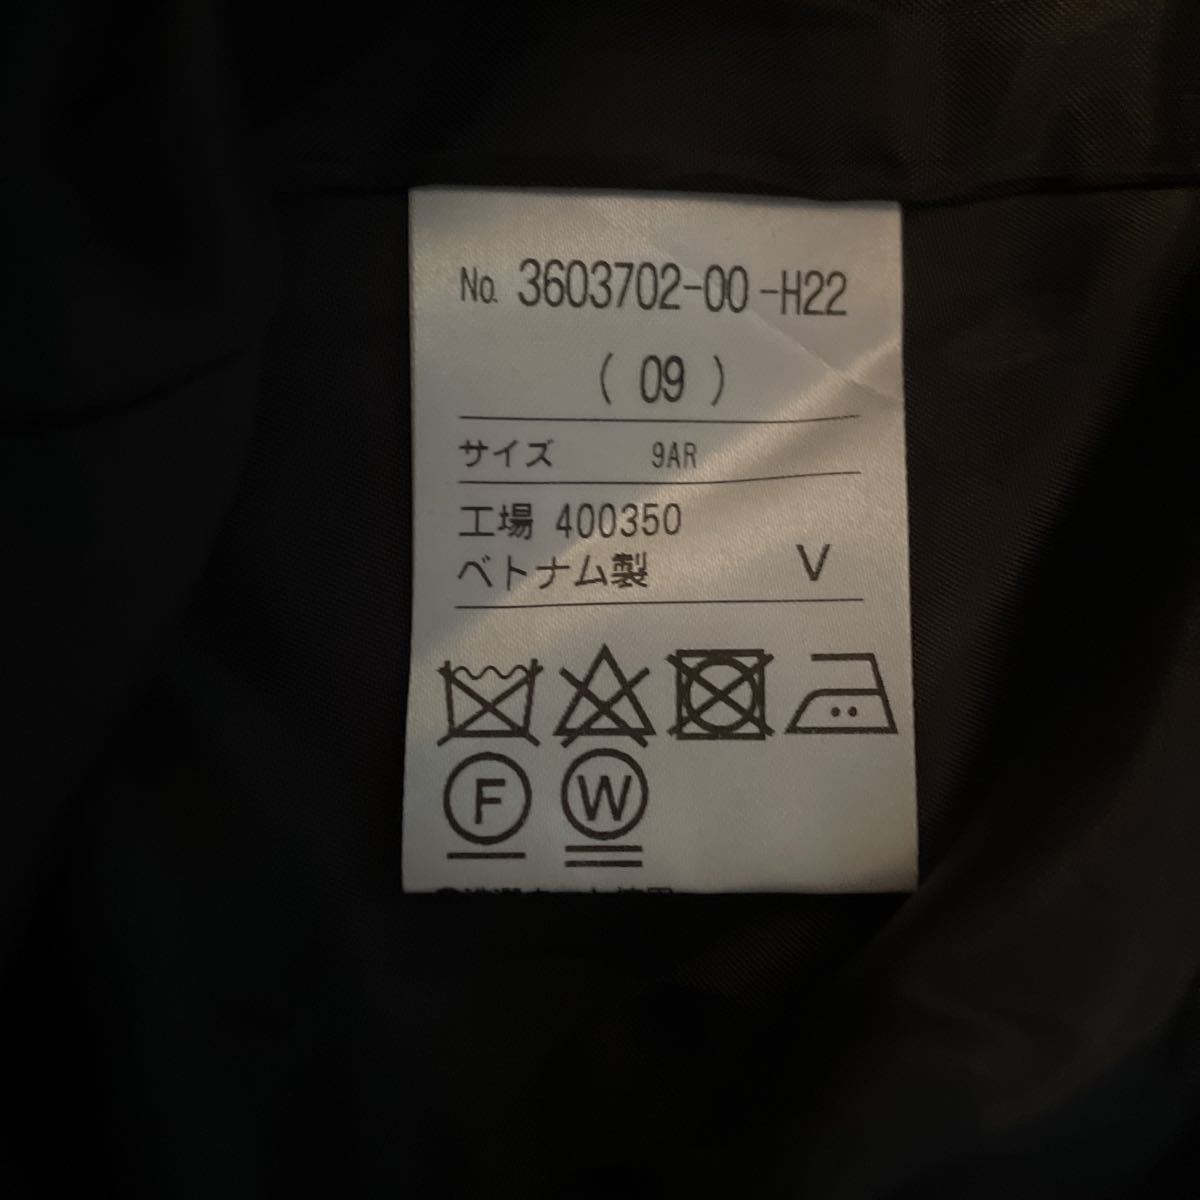 No. 3603702-00-H22
( 09 )
サイズ 9AR
工場 400350
ベトナム製 V
F W